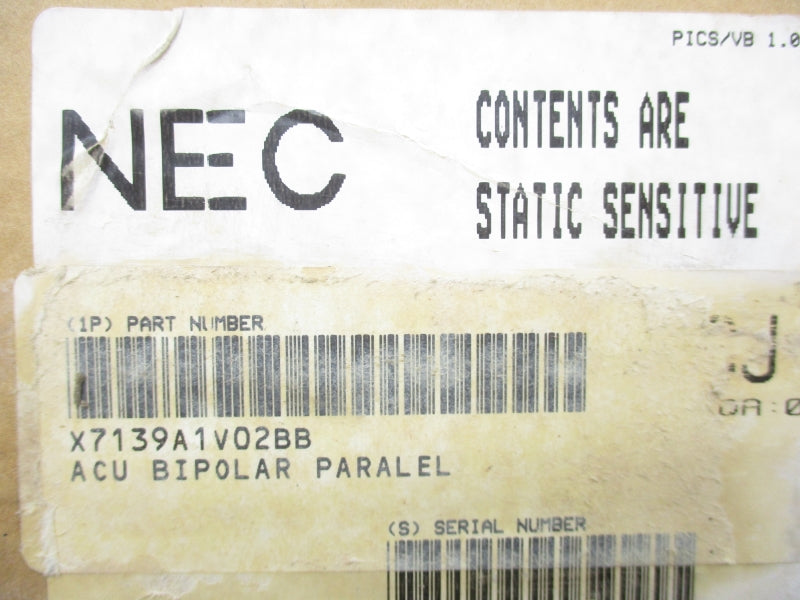 PICS/VB 1.0
NEC
CONTENTS ARE
STATIC SENSITIVE
(1P) PART NUMBER
J
X7139A1V02BB
ACU BIPOLAR PARALEL
(S) SERIAL NUMBER